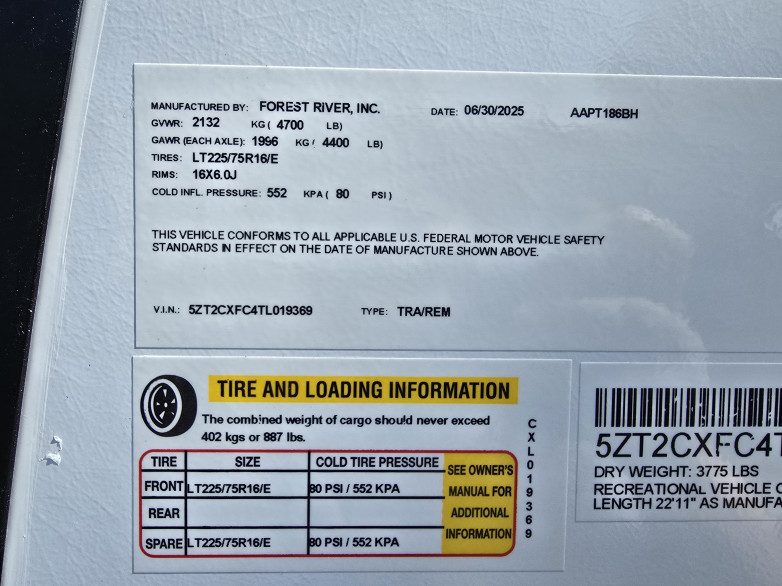 MANUFACTURED BY: FOREST RIVER, INC. DATE: 06/30/2025 AAPT186BH
GVWR: 2132 KG ( 4700 LB)
GAWR (EACH AXLE): 1996 KG / 4400 LB)
TIRES: LT225/75R16/E
RIMS: 16X6.0J
COLD INFL. PRESSURE: 552 KPA ( 80 PSI )
THIS VEHICLE CONFORMS TO ALL APPLICABLE U.S. FEDERAL MOTOR VEHICLE SAFETY
STANDARDS IN EFFECT ON THE DATE OF MANUFACTURE SHOWN ABOVE.
V.I.N.: 5ZT2CXFC4TL019369 TYPE: TRA/REM
TIRE AND LOADING INFORMATION
The combined weight of cargo should never exceed
402 kgs or 887 lbs.
TIRE SIZE COLD TIRE PRESSURE
FRONT LT225/75R16/E 80 PSI / 552 KPA
REAR
SPARE LT225/75R16/E 80 PSI / 552 KPA
SEE OWNER'S
MANUAL FOR
ADDITIONAL
INFORMATION
CXL019369
5ZT2CXFC4T
DRY WEIGHT: 3775 LBS
RECREATIONAL VEHICLE
LENGTH 22'11" AS MANUFA